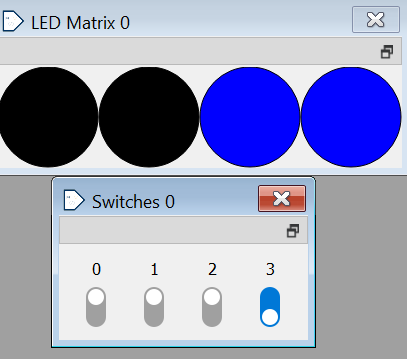 LED Matrix 0
Switches 0
0 1 2 3